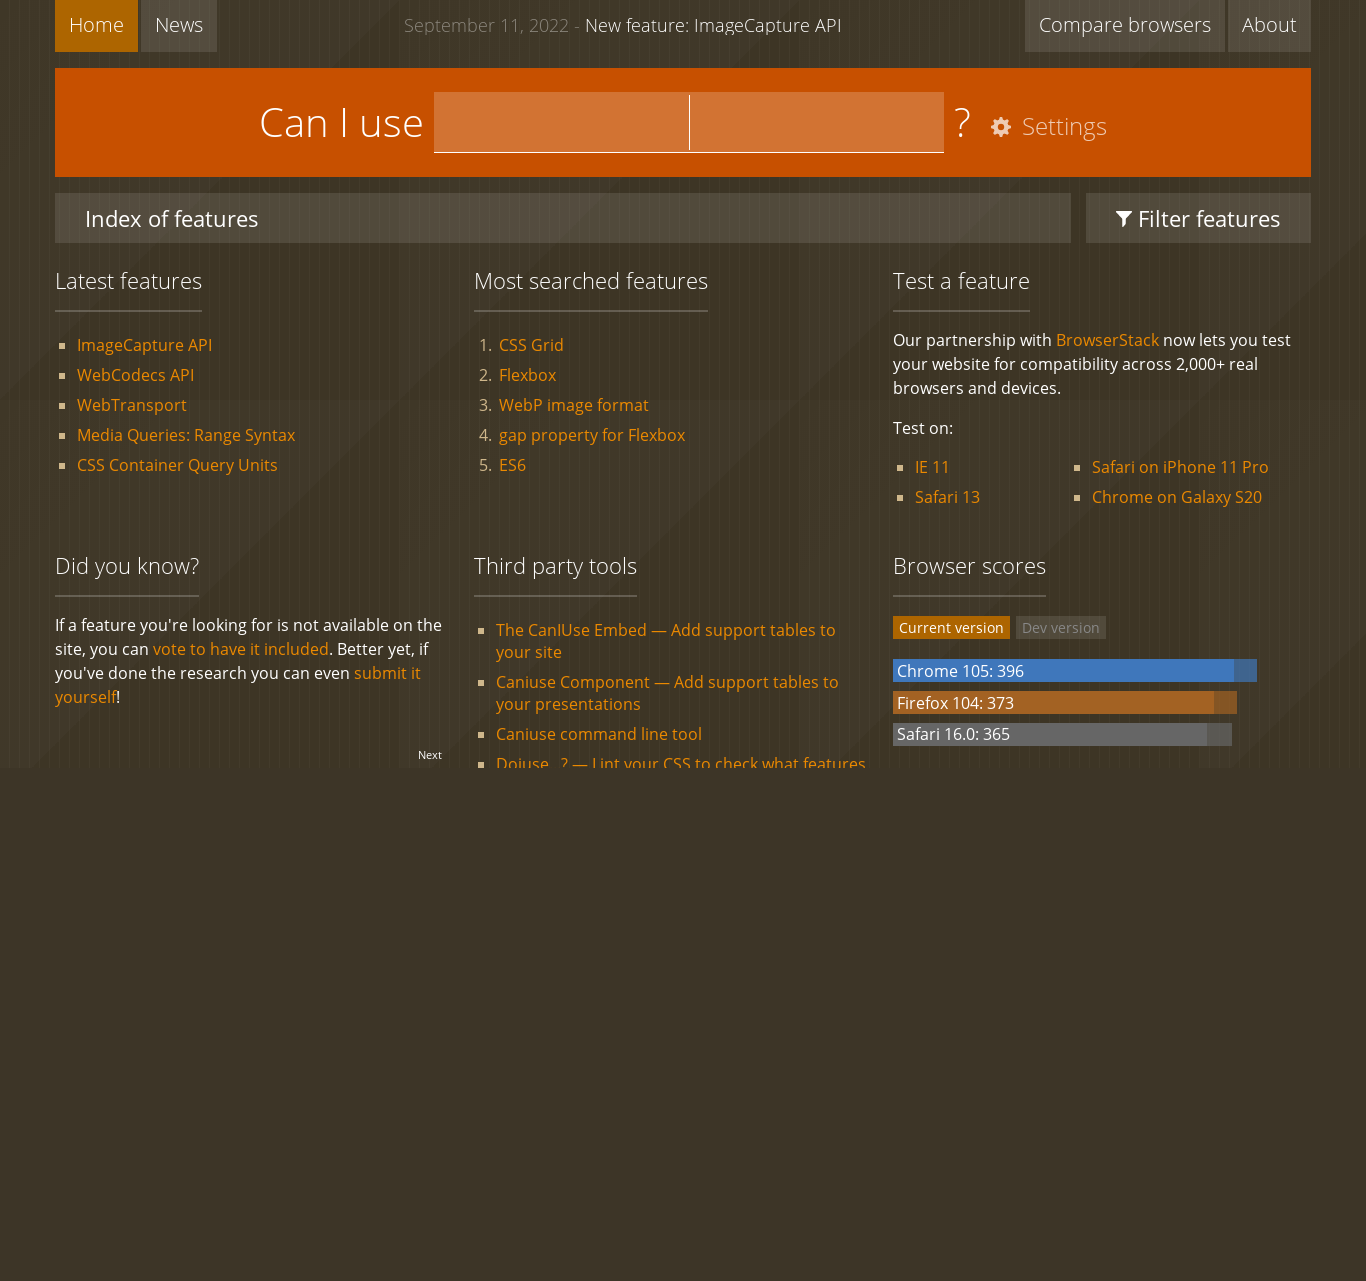 Home News September 11, 2022 - New feature: ImageCapture API Compare browsers About
Can I use ? Settings
Index of features Filter features
Latest features
ImageCapture API
WebCodecs API
WebTransport
Media Queries: Range Syntax
CSS Container Query Units
Most searched features
1. CSS Grid
2. Flexbox
3. WebP image format
4. gap property for Flexbox
5. ES6
Test a feature
Our partnership with BrowserStack now lets you test
your website for compatibility across 2,000+ real
browsers and devices.
Test on:
IE 11
Safari 13
Safari on iPhone 11 Pro
Chrome on Galaxy S20
Did you know?
If a feature you're looking for is not available on the
site, you can vote to have it included. Better yet, if
you've done the research you can even submit it
yourself!
Next
Third party tools
The CanIUse Embed — Add support tables to
your site
Caniuse Component — Add support tables to
your presentations
Caniuse command line tool
Doiuse...? — Lint your CSS to check what features
Browser scores
Current version Dev version
Chrome 105: 396
Firefox 104: 373
Safari 16.0: 365